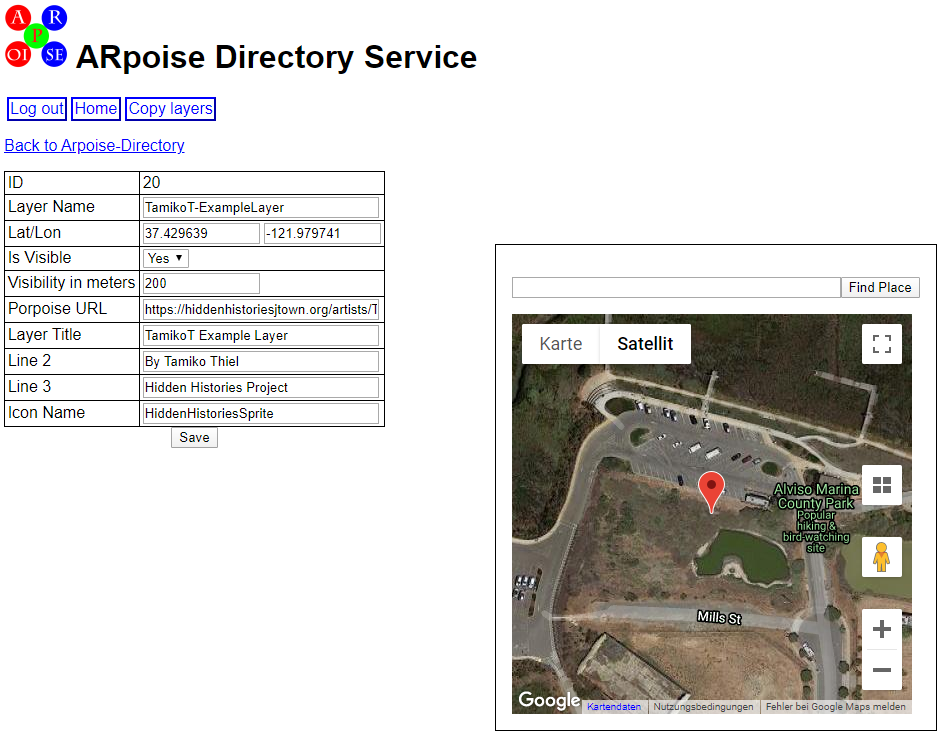 A R
P
OI SE
ARpoise Directory Service
Log out Home Copy layers
Back to Arpoise-Directory
ID 20
Layer Name TamikoT-ExampleLayer
Lat/Lon 37.429639 -121.979741
Is Visible Yes
Visibility in meters 200
Porpoise URL https://hiddenhistoriesjtown.org/artists/T
Layer Title TamikoT Example Layer
Line 2 By Tamiko Thiel
Line 3 Hidden Histories Project
Icon Name HiddenHistoriesSprite
Save
Find Place
Karte Satellit
Alviso Marina
County Park
Popular
hiking &
bird-watching
site
Mills St
Google
Kartendaten Nutzungsbedingungen Fehler bei Google Maps melden